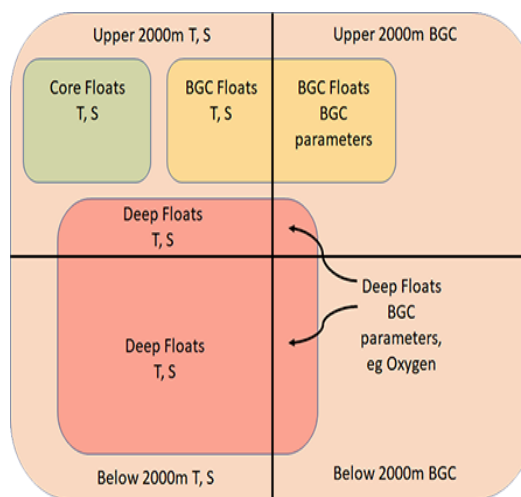 Upper 2000m T, S
Upper 2000m BGC
Core Floats
T, S
BGC Floats
T, S
BGC Floats
BGC
parameters
Deep Floats
T, S
Deep Floats
BGC
parameters,
eg Oxygen
Deep Floats
T, S
Below 2000m T, S
Below 2000m BGC